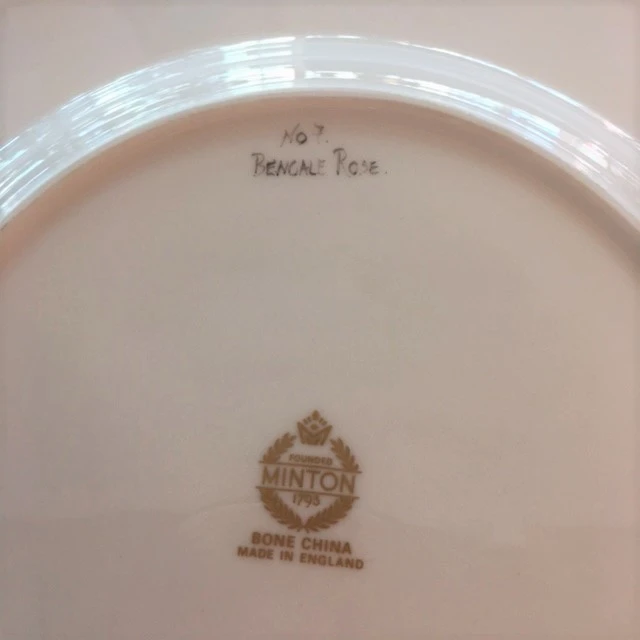 No 7.
BENGALE ROSE.
FOUNDED
MINTON
1793
BONE CHINA
MADE IN ENGLAND